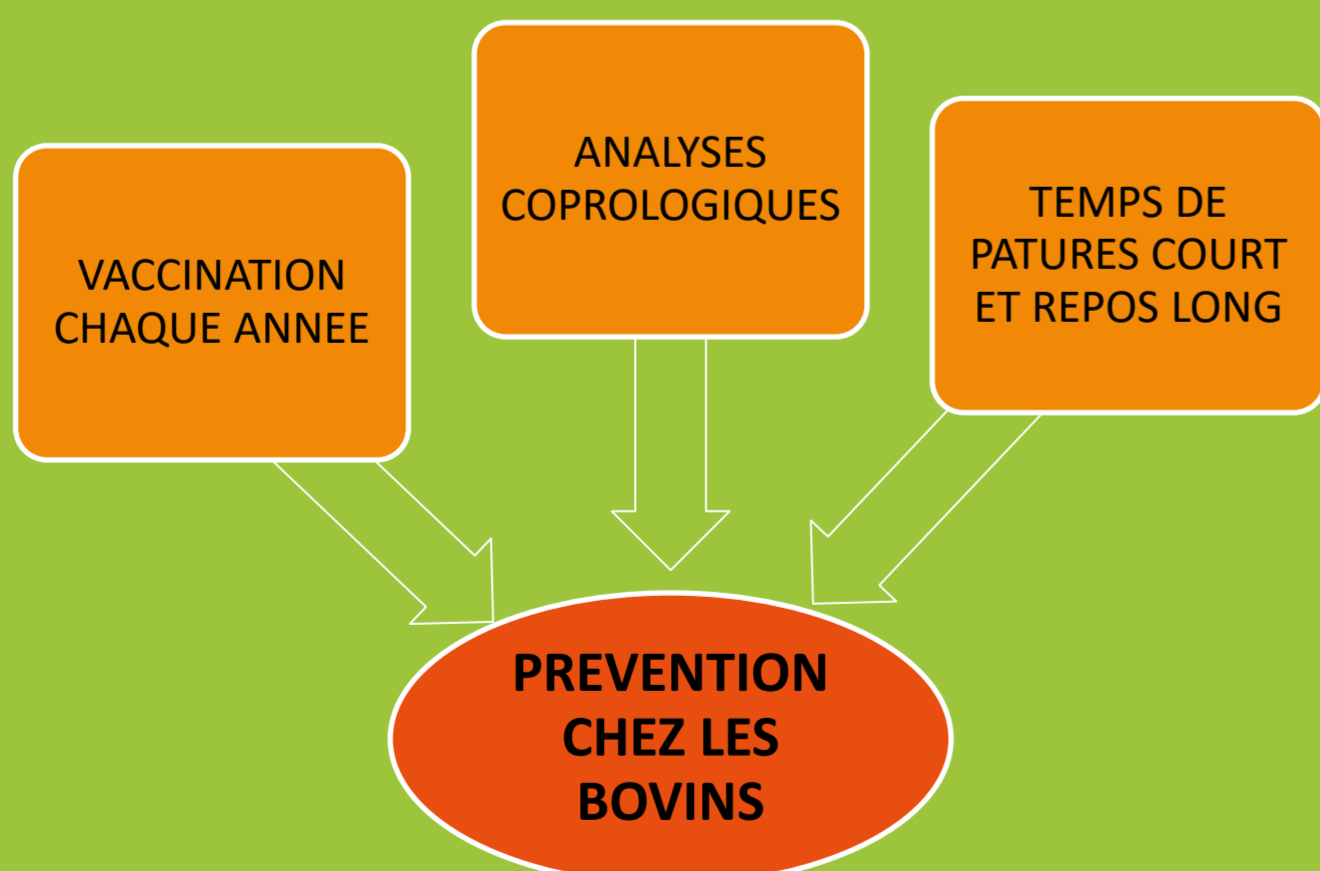 VACCINATION
CHAQUE ANNEE
ANALYSES
COPROLOGIQUES
TEMPS DE
PATURES COURT
ET REPOS LONG
PREVENTION
CHEZ LES
BOVINS